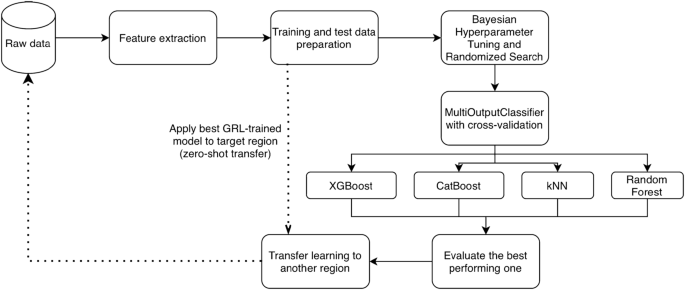 Raw data
Feature extraction
Training and test data
preparation
Bayesian
Hyperparameter
Tuning and
Randomized Search
MultiOutputClassifier
with cross-validation
Apply best GRL-trained
model to target region
(zero-shot transfer)
XGBoost
CatBoost
kNN
Random
Forest
Transfer learning to
another region
Evaluate the best
performing one